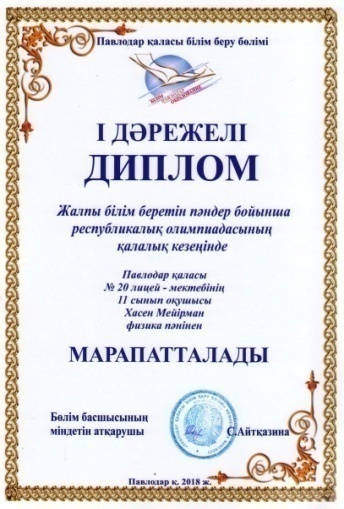 Павлодар қаласы білім беру бөлімі
І ДӘРЕЖЕЛІ
ДИПЛОМ
Жалпы білім беретін пәндер бойынша
республикалық олимпиадасының
қалалық кезеңінде
Павлодар қаласы
№ 20 лицей - мектебінің
11 сынып оқушысы
Хасен Мейірман
физика пәнінен
МАРАПАТТАЛАДЫ
Бөлім басшысының
міндетін атқарушы
С.Айтқазина
Павлодар қ. 2018 ж.